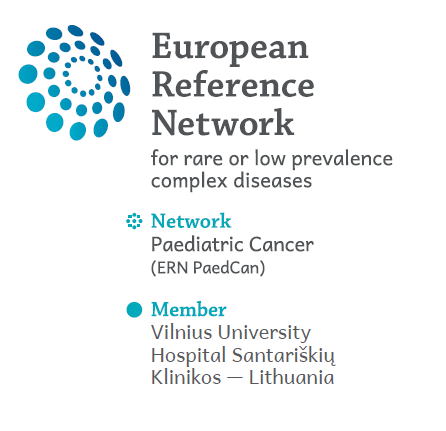 European
Reference
Network
for rare or low prevalence
complex diseases
Network
Paediatric Cancer
(ERN PaedCan)
Member
Vilnius University
Hospital Santariškių
Klinikos — Lithuania